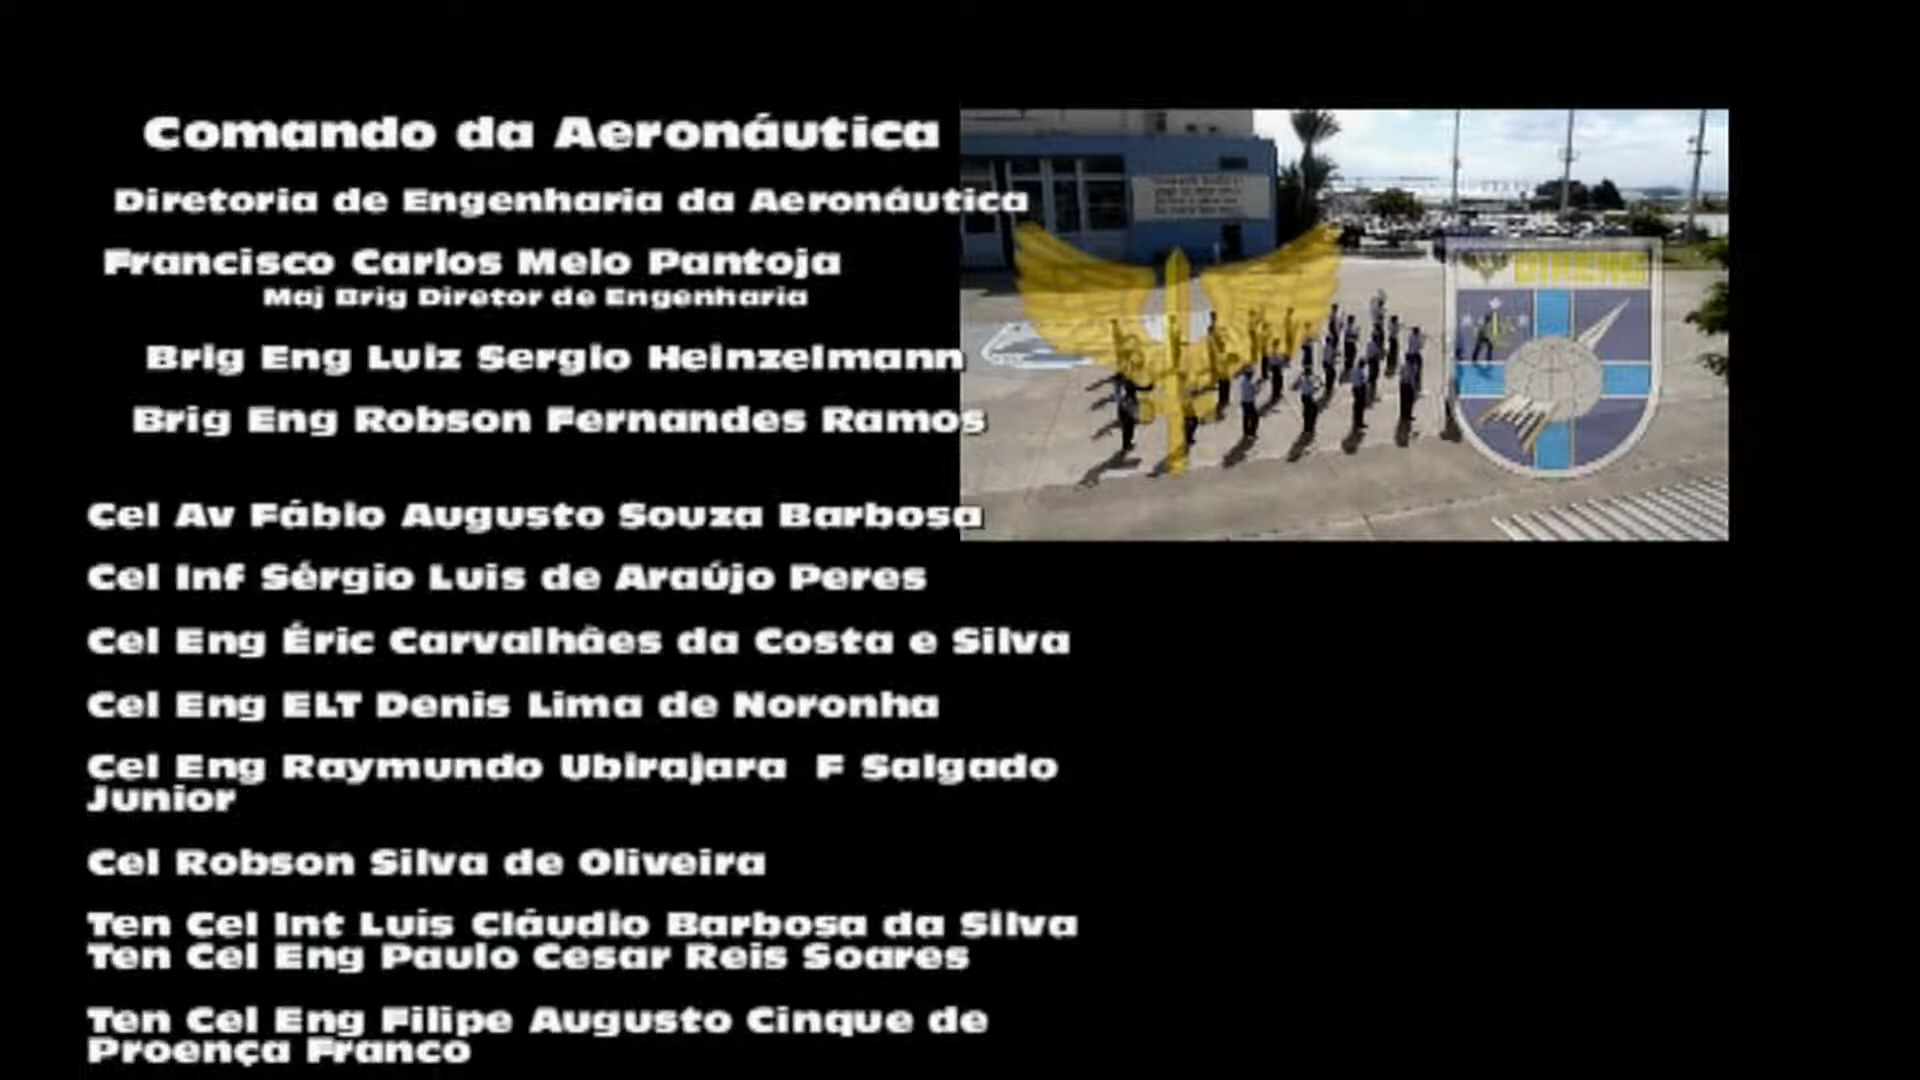 Comando da Aeronáutica
Diretoria de Engenharia da Aeronáutica
Francisco Carlos Melo Pantoja
Maj Brig Diretor de Engenharia
Brig Eng Luiz Sergio Heinzelmann
Brig Eng Robson Fernandes Ramos
Cel Av Fábio Augusto Souza Barbosa
Cel Inf Sérgio Luis de Araújo Peres
Cel Eng Éric Carvalhães da Costa e Silva
Cel Eng ELT Denis Lima de Noronha
Cel Eng Raymundo Ubirajara F Salgado
Junior
Cel Robson Silva de Oliveira
Ten Cel Int Luis Cláudio Barbosa da Silva
Ten Cel Eng Paulo Cesar Reis Soares
Ten Cel Eng Filipe Augusto Cinque de
Proença Franco
DIRENG